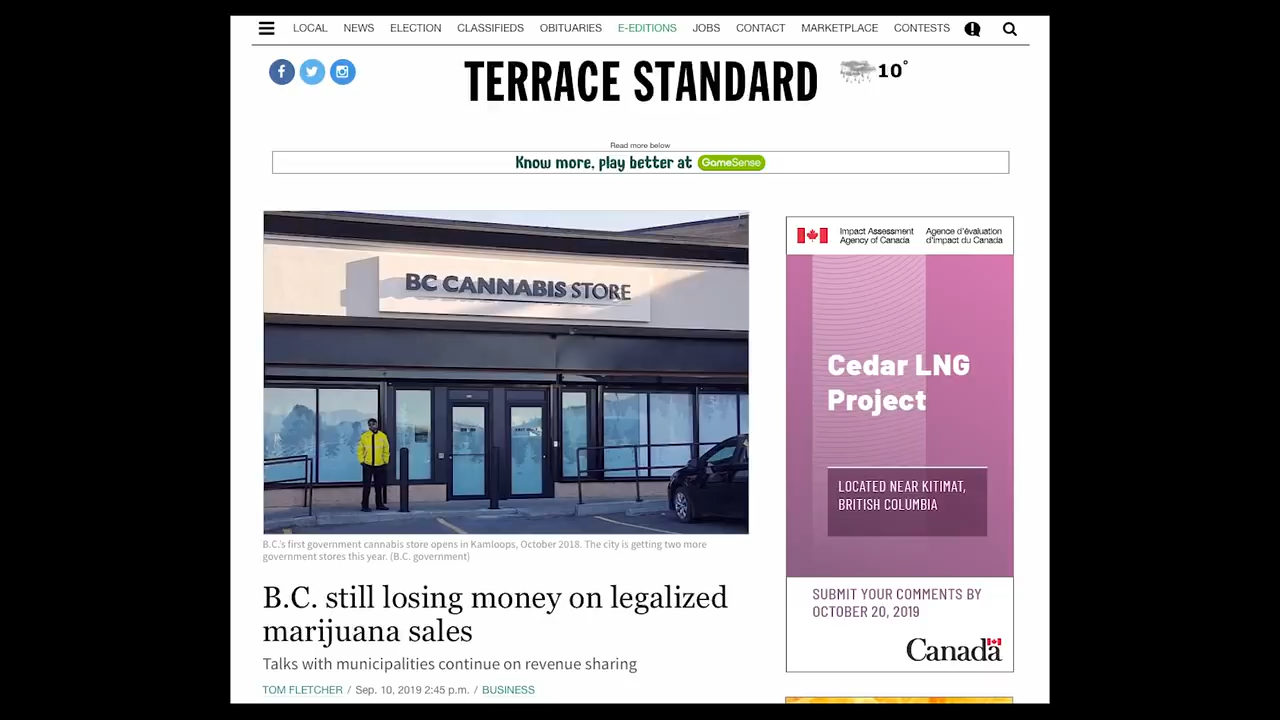 LOCAL NEWS ELECTION CLASSIFIEDS OBITUARIES E-EDITIONS JOBS CONTACT MARKETPLACE CONTESTS
TERRACE STANDARD
10°
Read more below
Know more, play better at GameSense
BC CANNABIS STORE
B.C.'s first government cannabis store opens in Kamloops, October 2018. The city is getting two more
government stores this year. (B.C. government)
B.C. still losing money on legalized
marijuana sales
Talks with municipalities continue on revenue sharing
TOM FLETCHER / Sep. 10, 2019 2:45 p.m. / BUSINESS
Impact Assessment Agence d'évaluation
Agency of Canada d'impact du Canada
Cedar LNG
Project
LOCATED NEAR KITIMAT,
BRITISH COLUMBIA
SUBMIT YOUR COMMENTS BY
OCTOBER 20, 2019
Canada